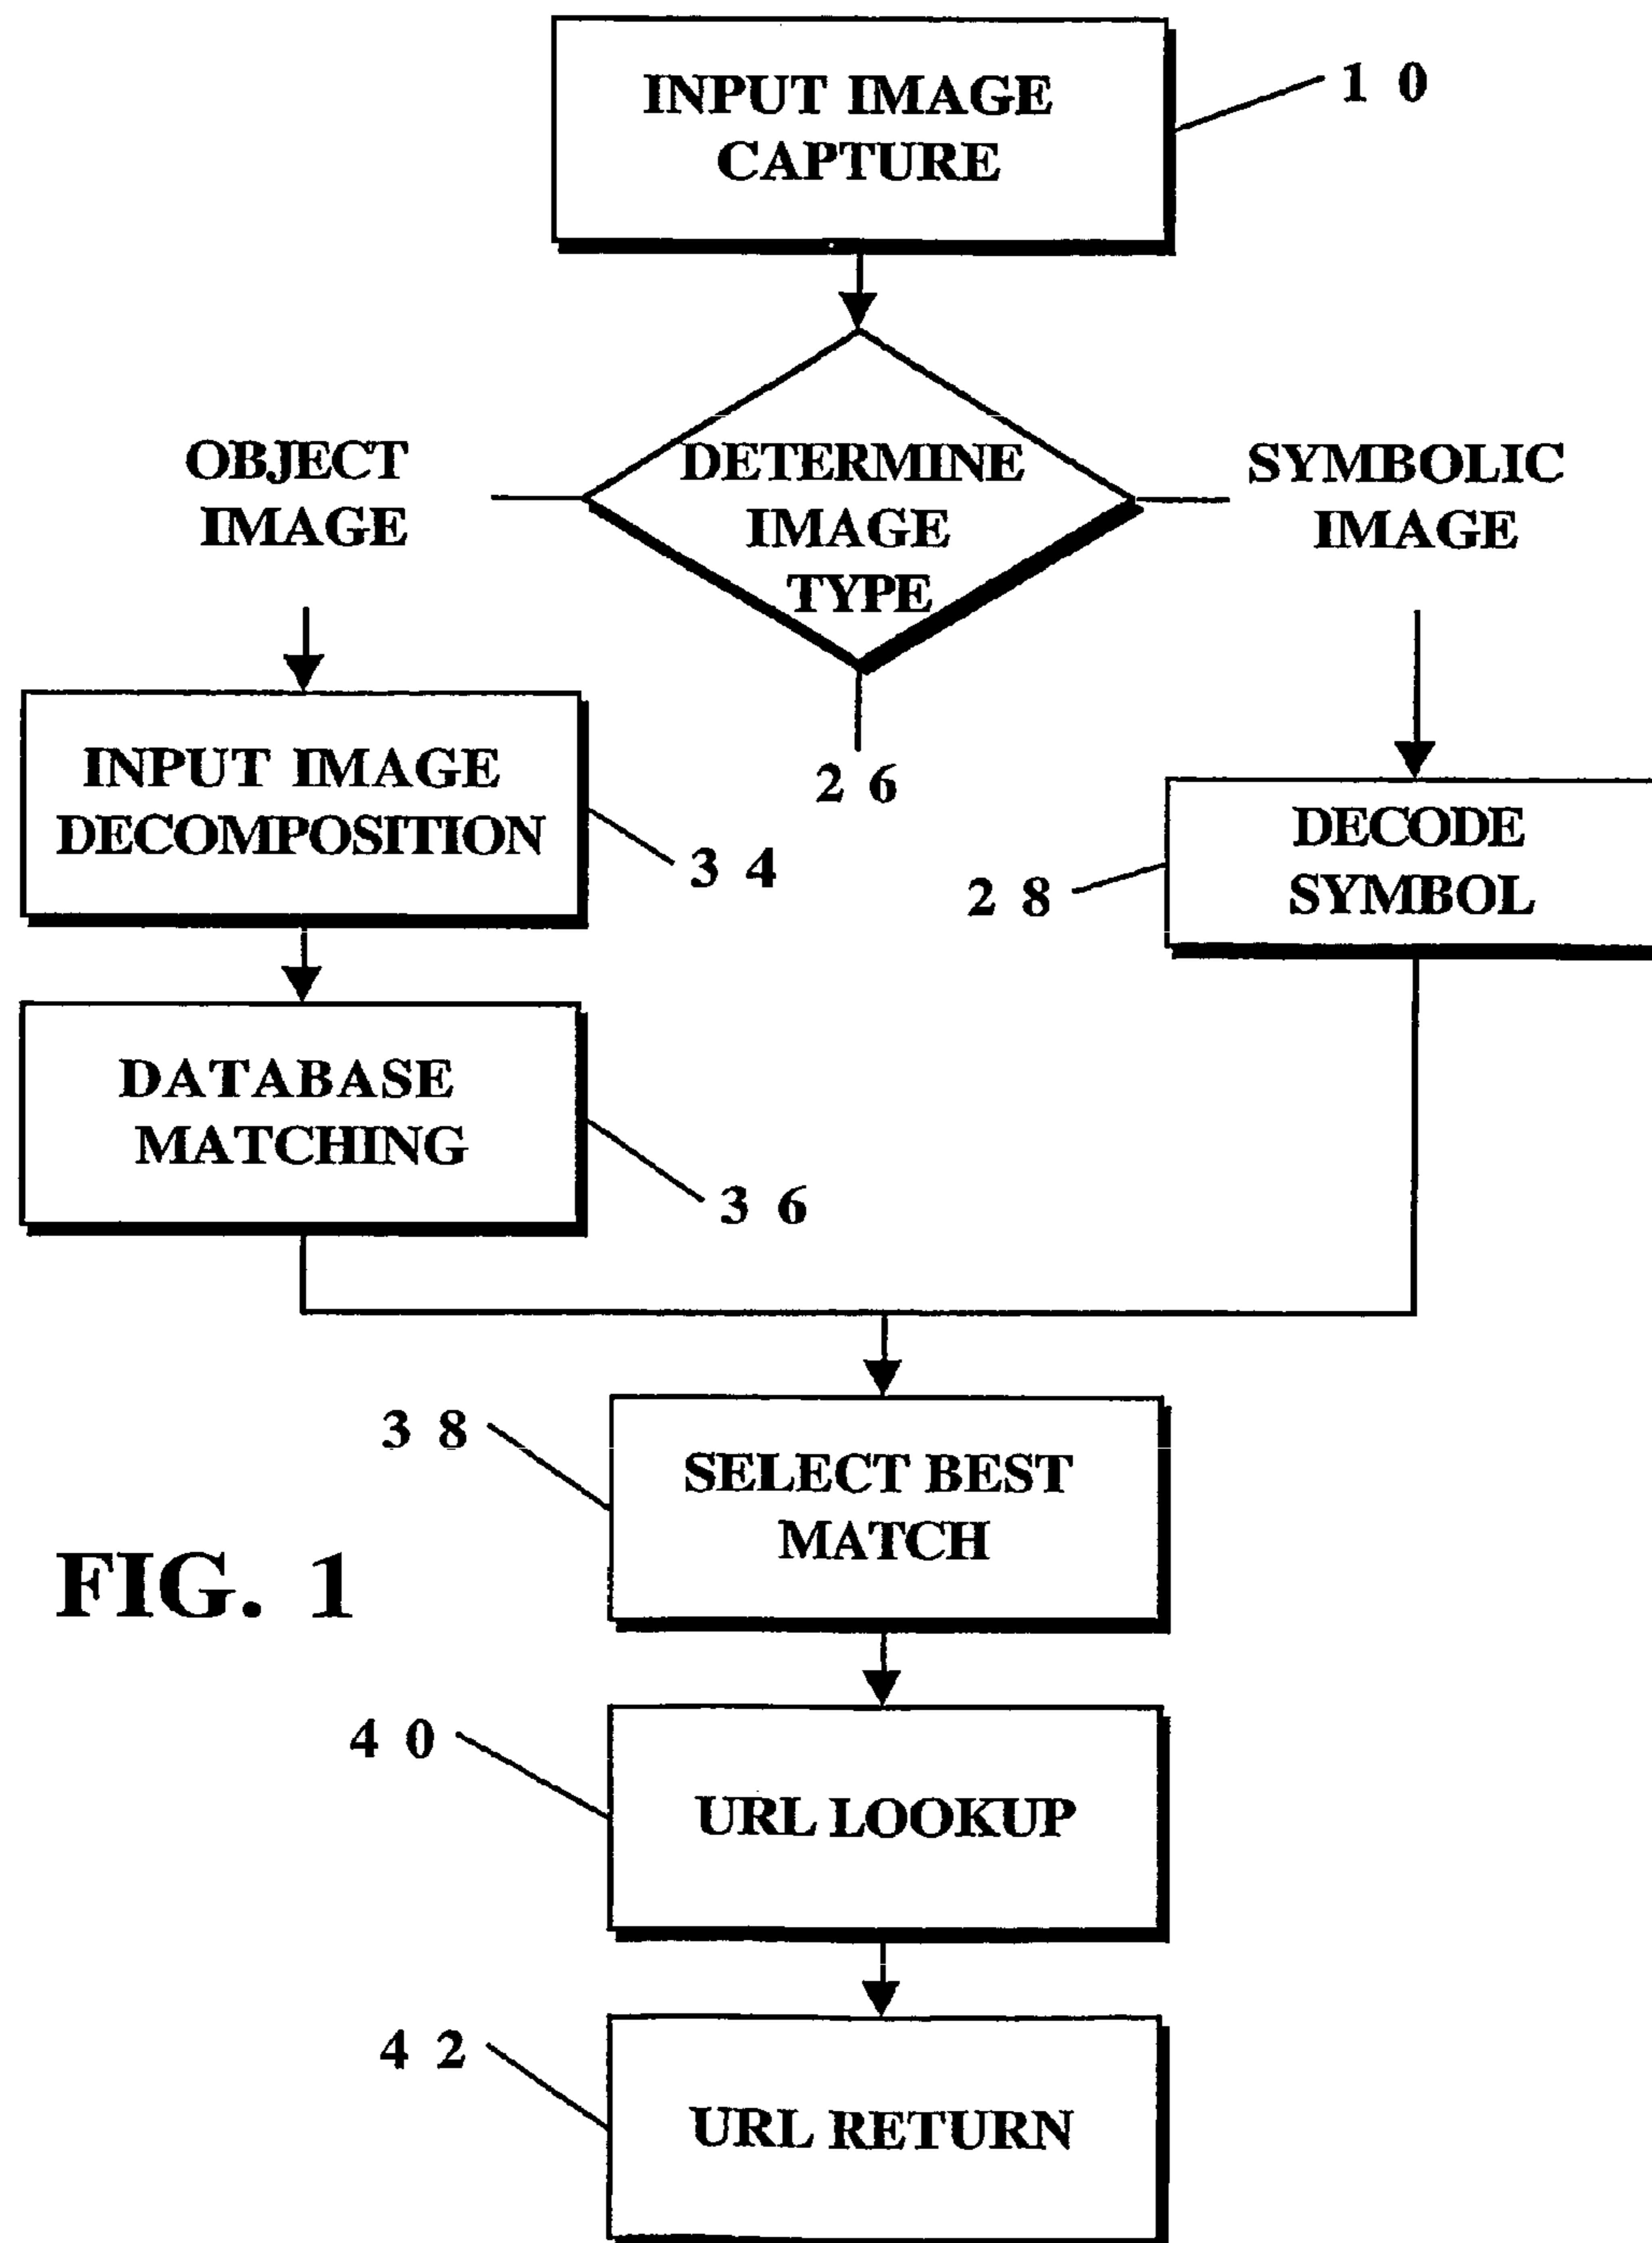 INPUT IMAGE
CAPTURE
1 0
DETERMINE
IMAGE
TYPE
2 6
OBJECT
IMAGE
SYMBOLIC
IMAGE
INPUT IMAGE
DECOMPOSITION
3 4
DECODE
SYMBOL
2 8
DATABASE
MATCHING
3 6
SELECT BEST
MATCH
3 8
FIG. 1
URL LOOKUP
4 0
URL RETURN
4 2